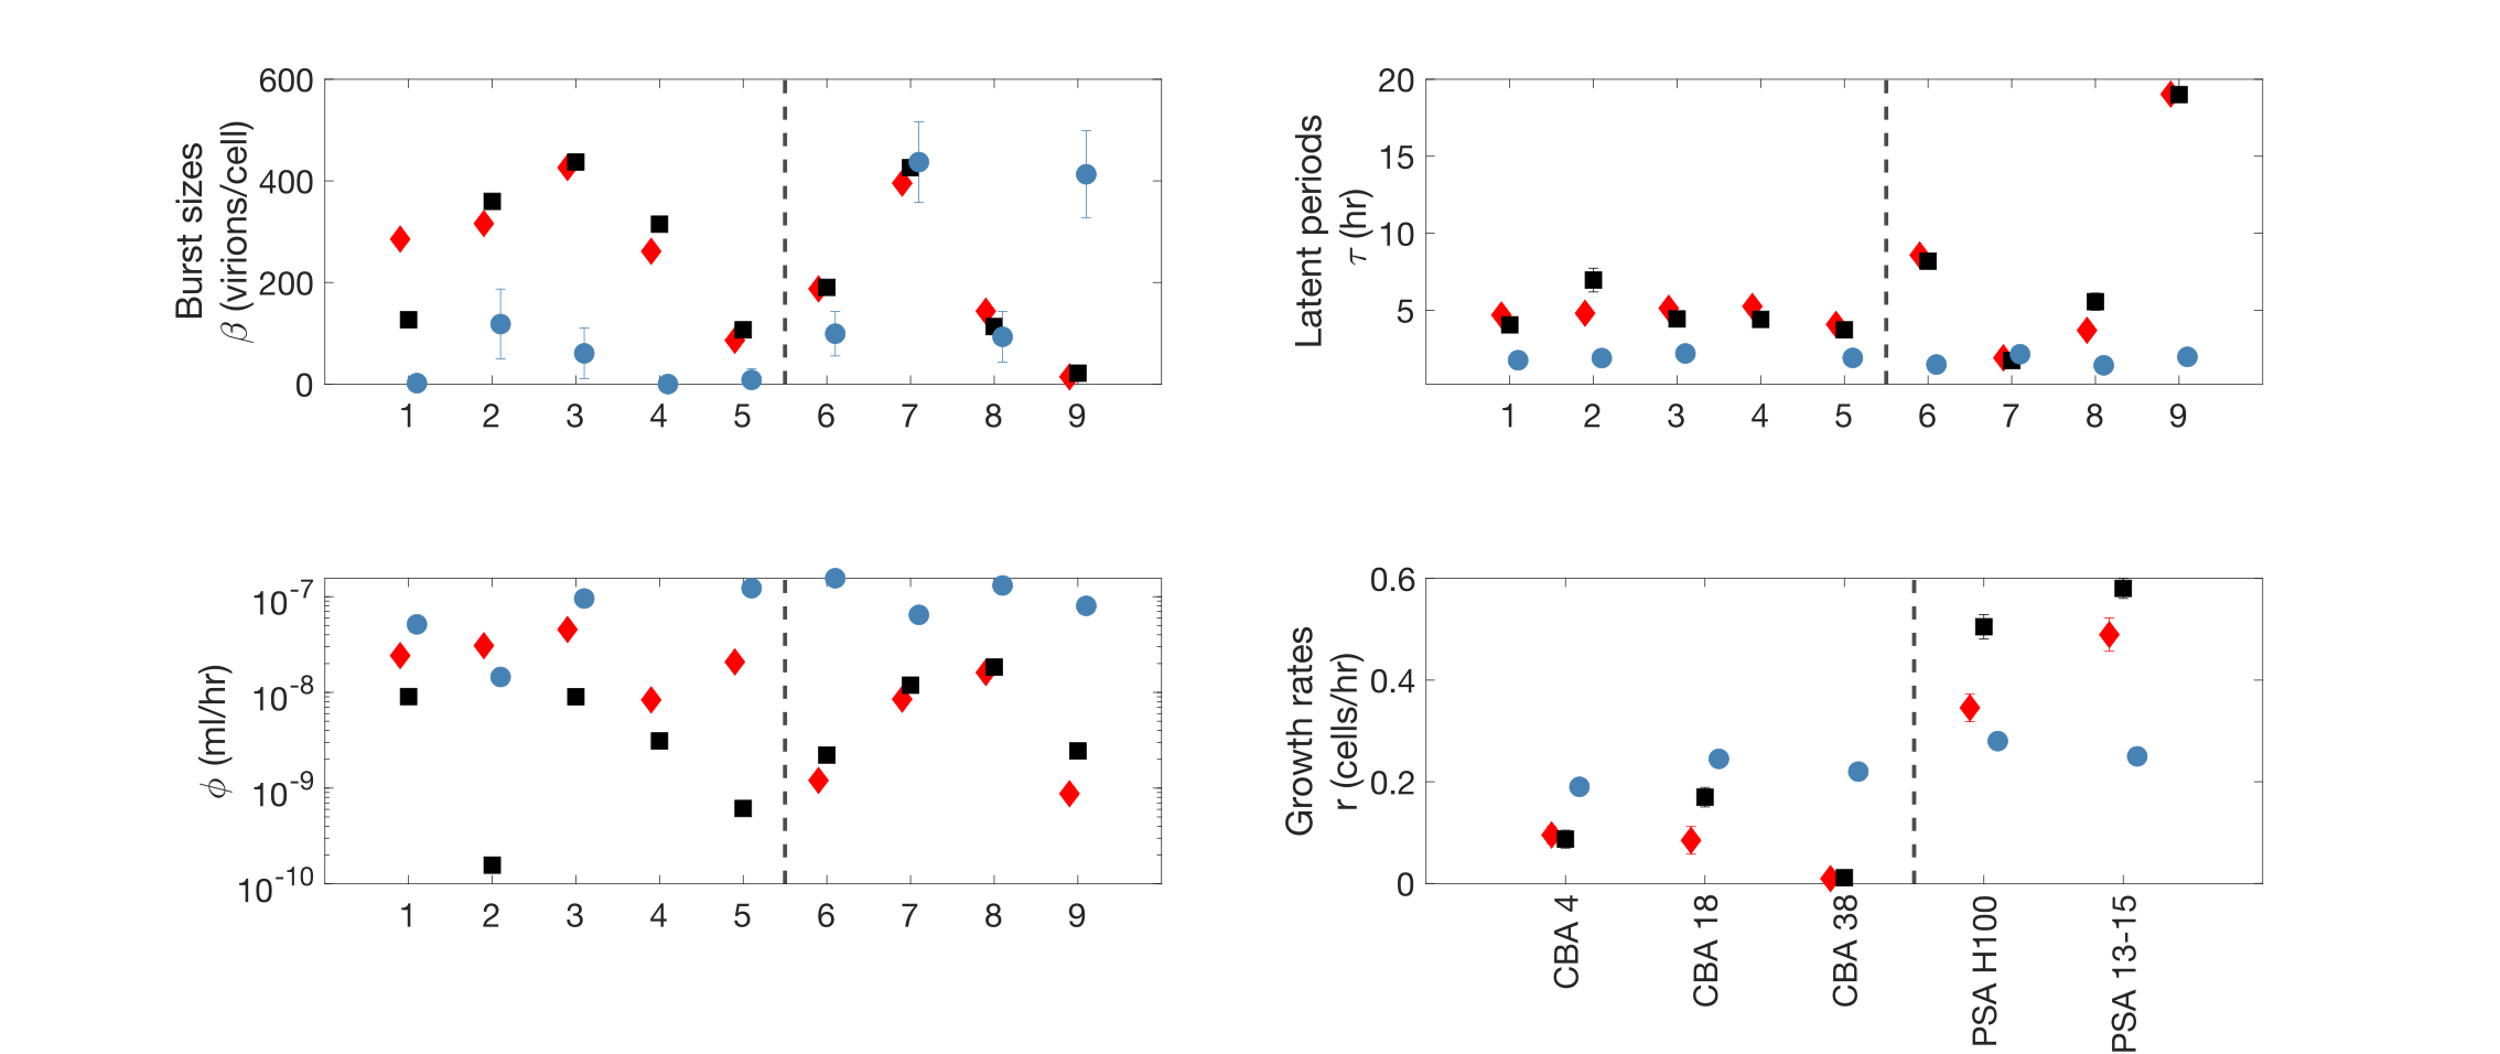 Burst sizes
β (virions/cell)
600
400
200
0
1 2 3 4 5 6 7 8 9
Latent periods
τ (hr)
20
15
10
5
1 2 3 4 5 6 7 8 9
ϕ (ml/hr)
10^-7
10^-8
10^-9
10^-10
1 2 3 4 5 6 7 8 9
Growth rates
r (cells/hr)
0.6
0.4
0.2
0
CBA 4
CBA 18
CBA 38
PSA H100
PSA 13-15